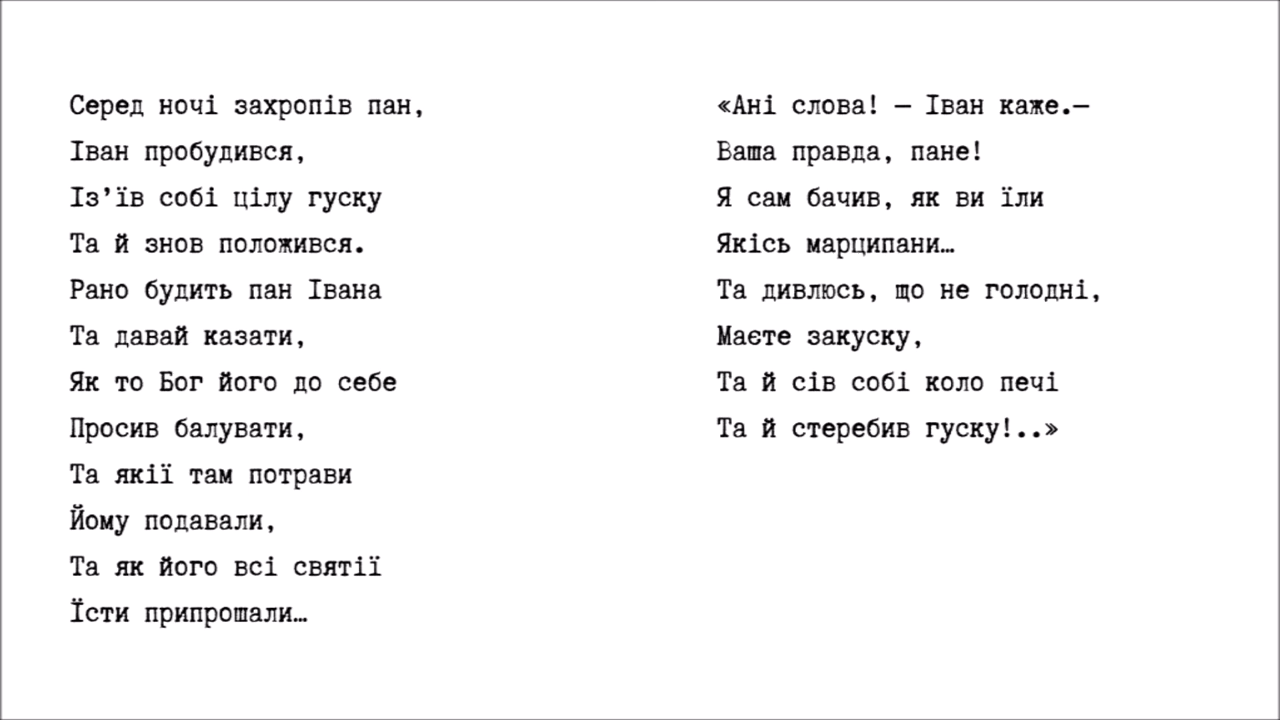 Серед ночі захропів пан,
Іван пробудився,
Із’їв собі цілу гуску
Та й знов положився.
Рано будить пан Івана
Та давай казати,
Як то Бог його до себе
Просив балувати,
Та якії там потрави
Йому подавали,
Та як його всі святії
Їсти припрошали…
«Ані слова! – Іван каже.–
Ваша правда, пане!
Я сам бачив, як ви їли
Якісь марципани…
Та дивлюсь, що не голодні,
Маєте закуску,
Та й сів собі коло печі
Та й стеребив гуску!..»